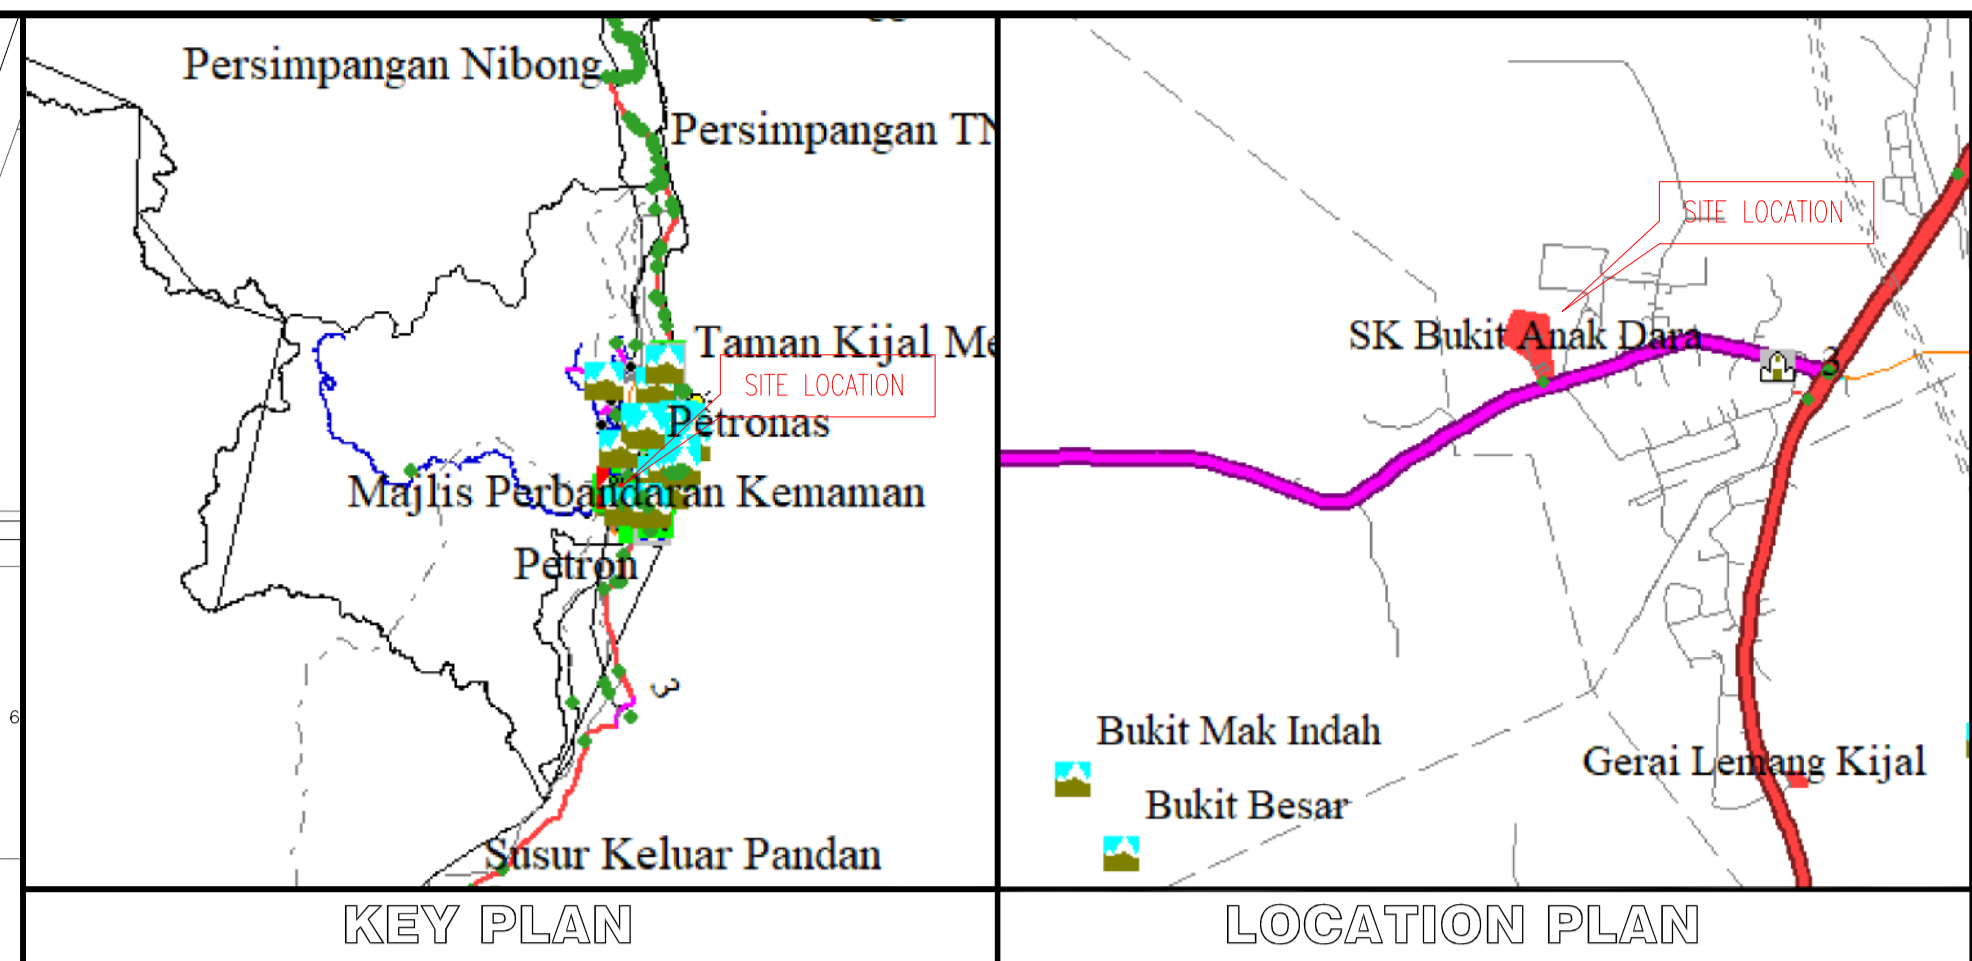 Persimpangan Nibong
Persimpangan TN
Taman Kijal Me
SITE LOCATION
Petronas
Majlis Perbandaran Kemaman
Petron
3
Susur Keluar Pandan
KEY PLAN
6
SITE LOCATION
SK Bukit Anak Dara
3
Bukit Mak Indah
Gerai Lemang Kijal
Bukit Besar
LOCATION PLAN